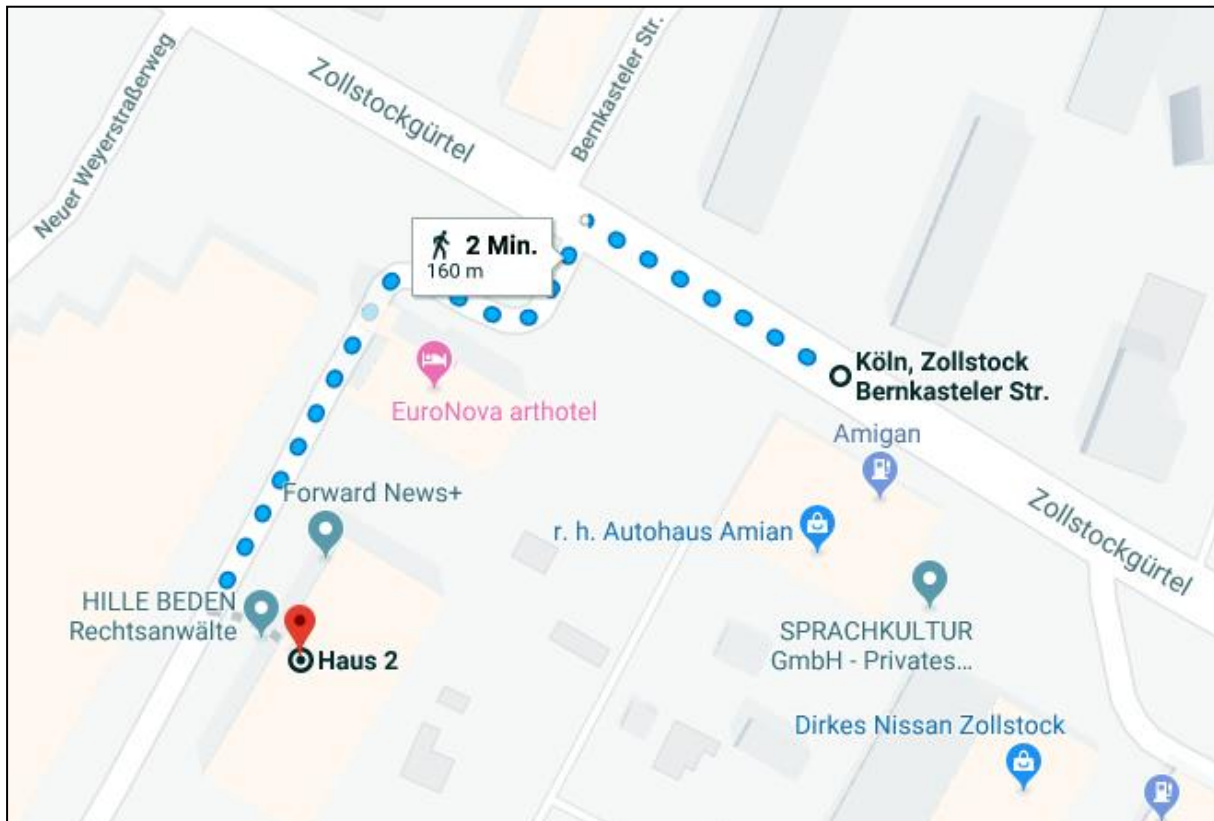 Neuer Weyerstraßerweg
Zollstockgürtel
Bernkasteler Str.
2 Min.
160 m
Köln, Zollstock
Bernkasteler Str.
EuroNova arthotel
Amigan
Forward News+
r. h. Autohaus Amian
Zollstockgürtel
HILLE BEDEN
Rechtsanwälte
Haus 2
SPRACHKULTUR
GmbH - Privates...
Dirkes Nissan Zollstock